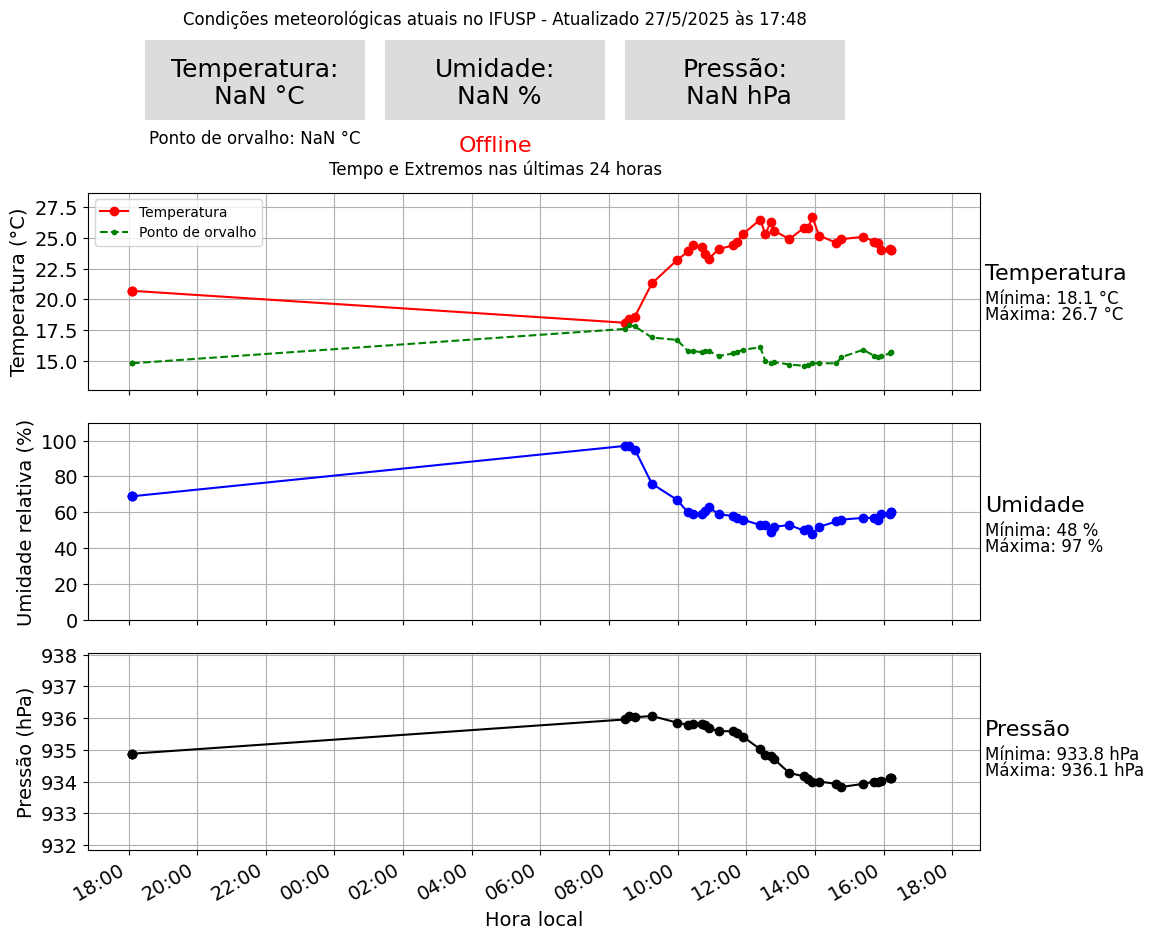 Condições meteorológicas atuais no IFUSP - Atualizado 27/5/2025 às 17:48
Temperatura:
NaN °C
Umidade:
NaN %
Pressão:
NaN hPa
Ponto de orvalho: NaN °C
Offline
Tempo e Extremos nas últimas 24 horas
Temperatura (°C)
27.5
25.0
22.5
20.0
17.5
15.0
Temperatura
Ponto de orvalho
Temperatura
Mínima: 18.1 °C
Máxima: 26.7 °C
Umidade relativa (%)
100
80
60
40
20
0
Umidade
Mínima: 48 %
Máxima: 97 %
Pressão (hPa)
938
937
936
935
934
933
932
Pressão
Mínima: 933.8 hPa
Máxima: 936.1 hPa
18:00 20:00 22:00 00:00 02:00 04:00 06:00 08:00 10:00 12:00 14:00 16:00 18:00
Hora local